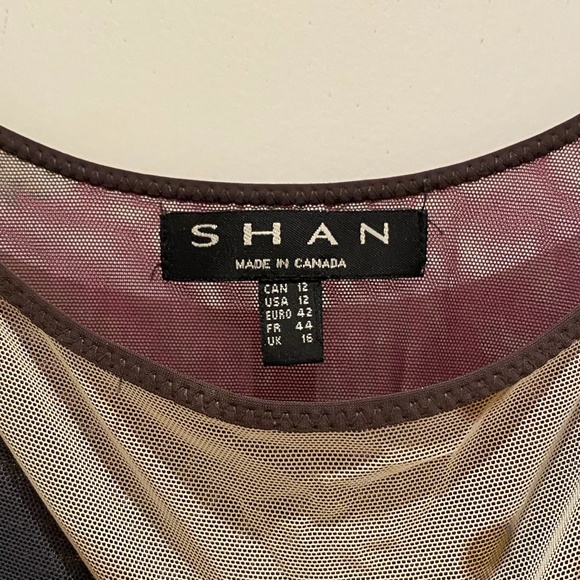 SHAN
MADE IN CANADA
CAN 12
USA 12
EURO 42
FR 44
UK 16